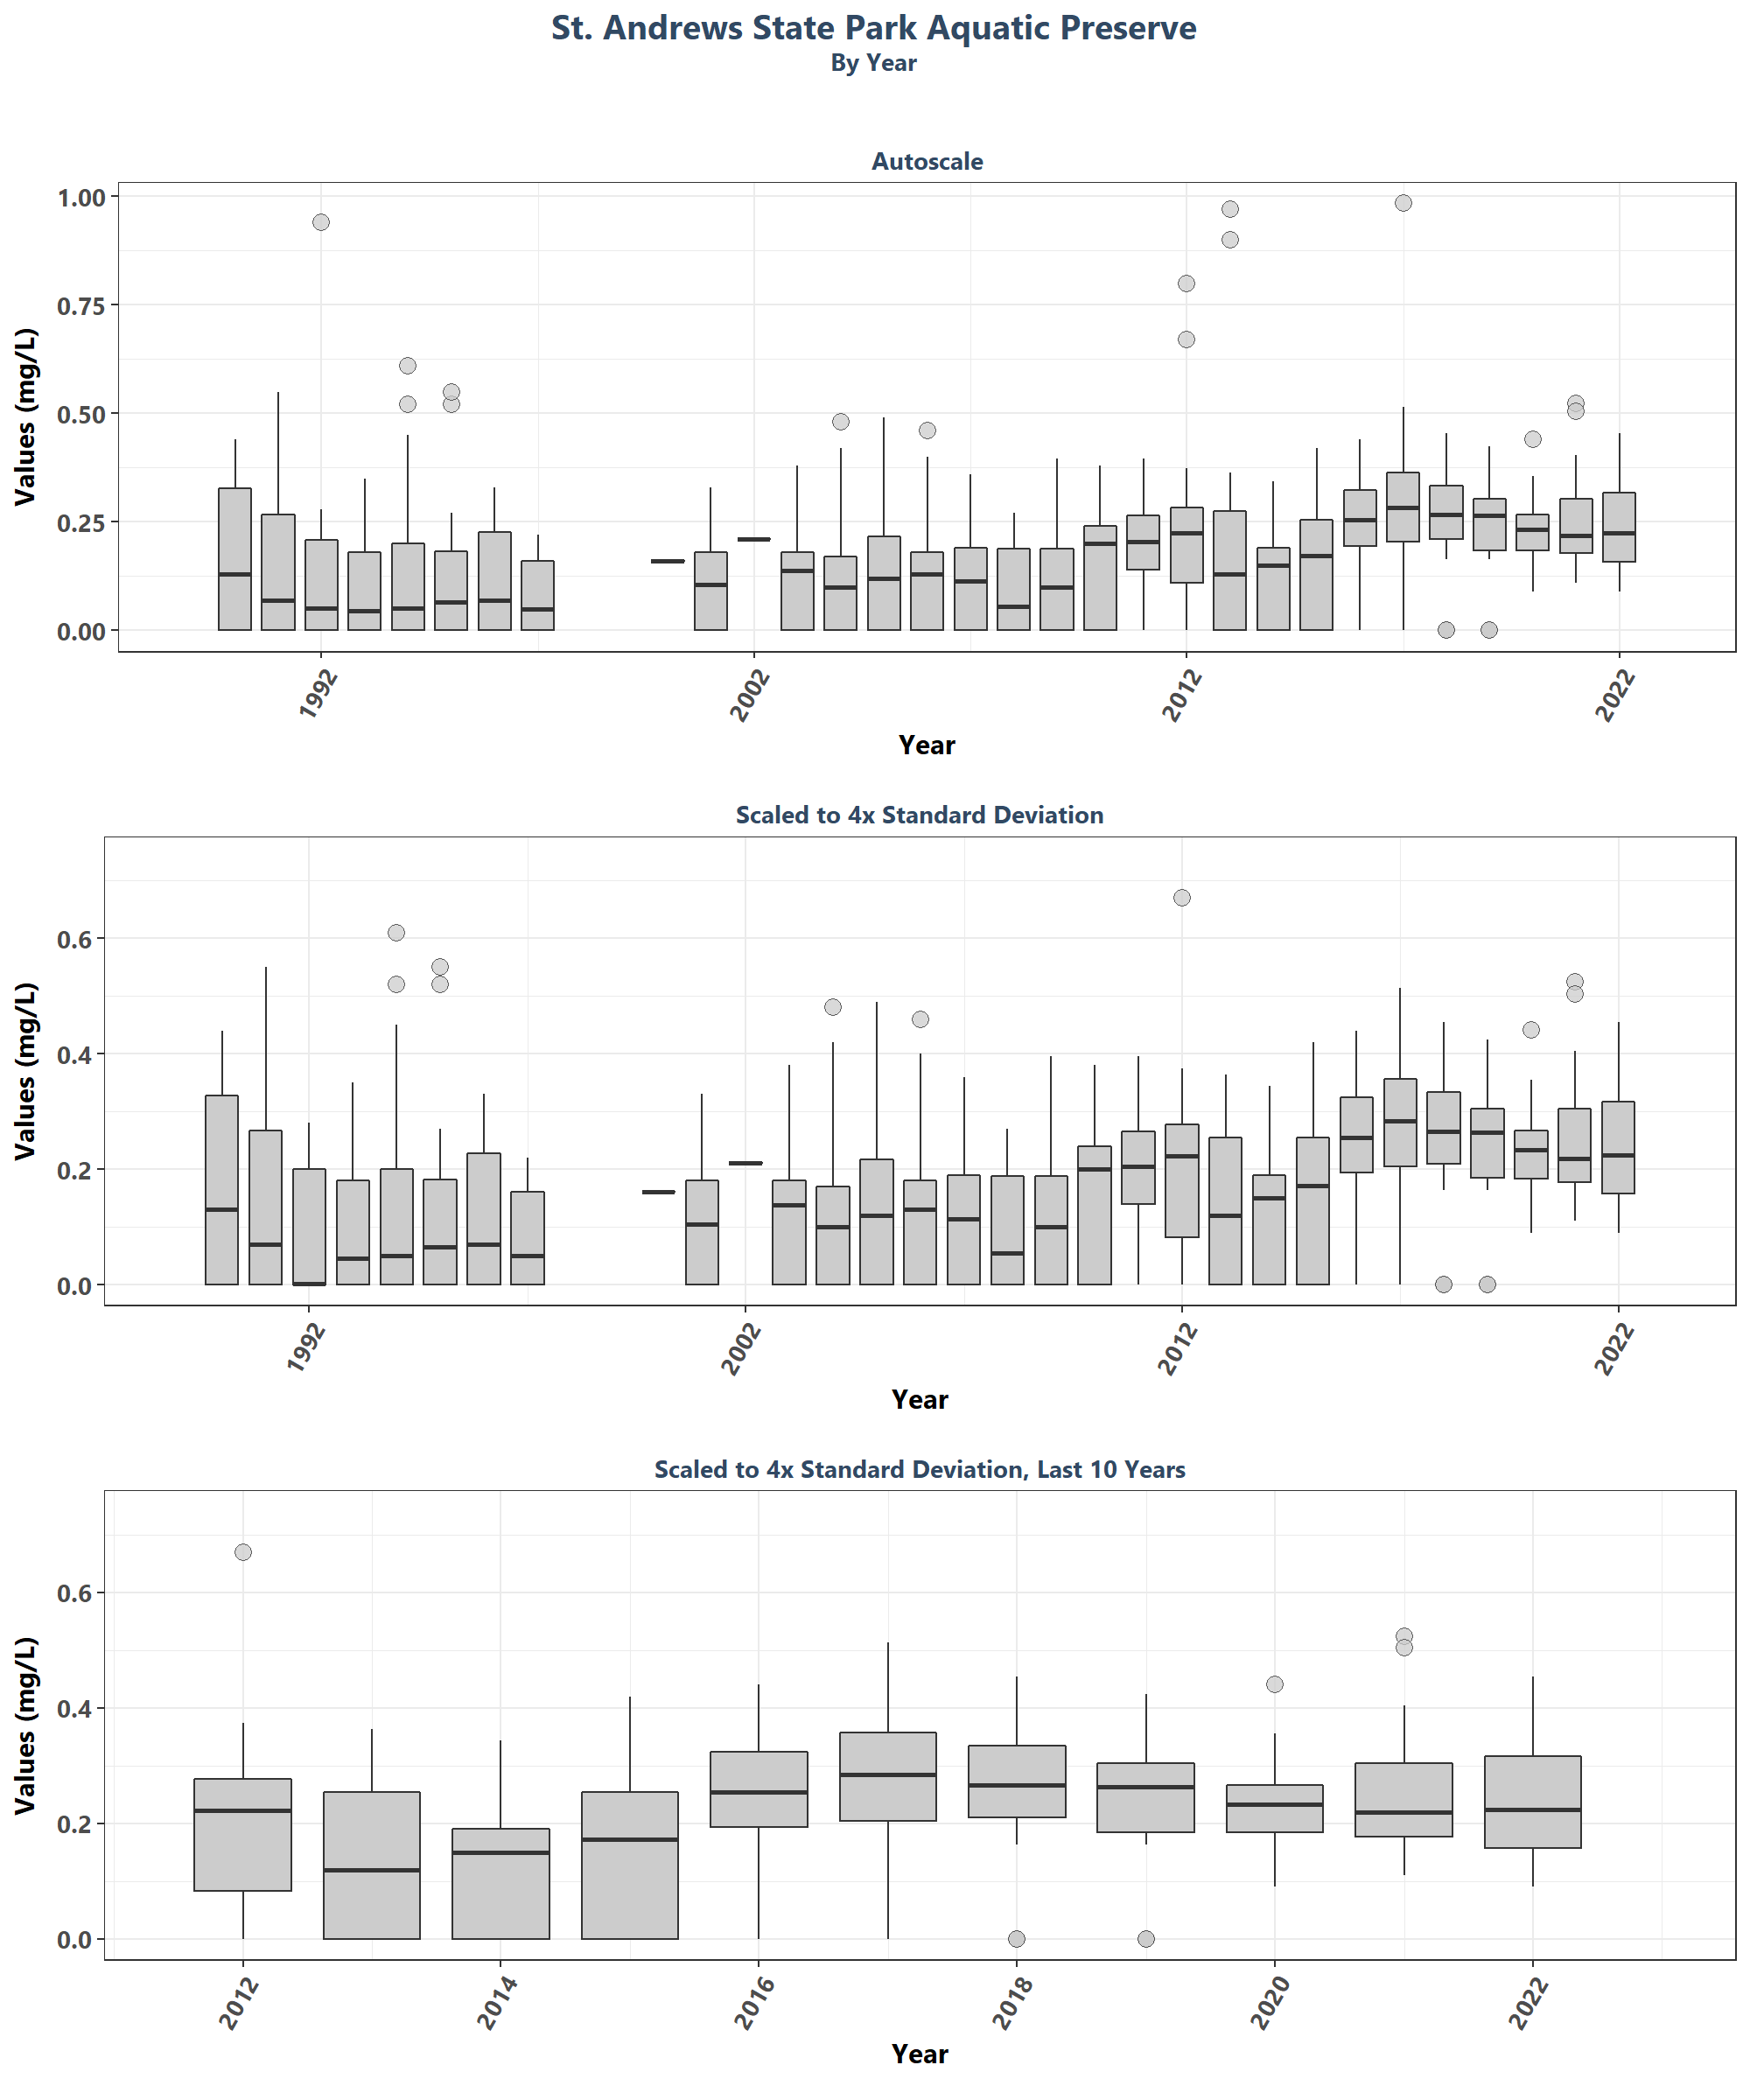 St. Andrews State Park Aquatic Preserve
By Year
Autoscale
1.00
0.75
0.50
0.25
0.00
Values (mg/L)
1992
2002
2012
2022
Year
Scaled to 4x Standard Deviation
0.6
0.4
0.2
0.0
Values (mg/L)
1992
2002
2012
2022
Year
Scaled to 4x Standard Deviation, Last 10 Years
0.6
0.4
0.2
0.0
Values (mg/L)
2012
2014
2016
2018
2020
2022
Year